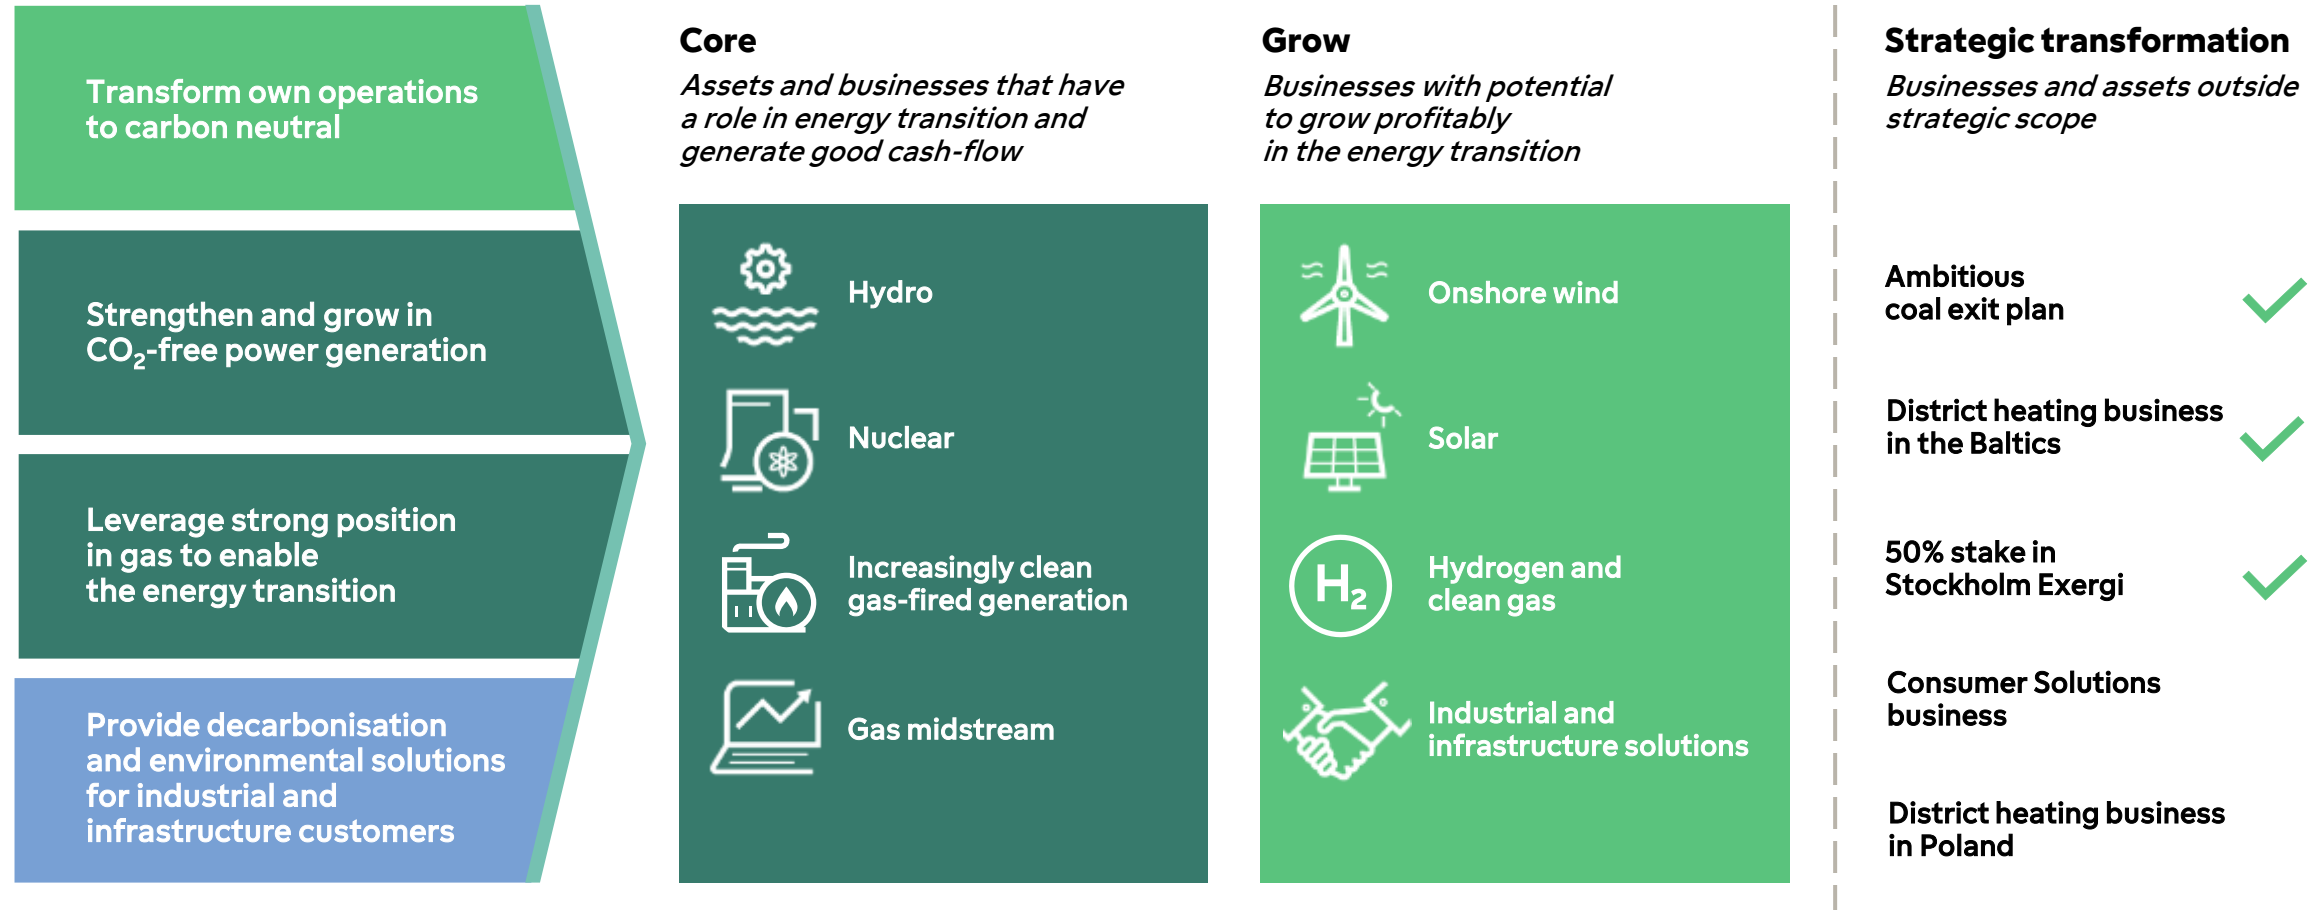 Transform own operations
to carbon neutral
Strengthen and grow in
CO₂-free power generation
Leverage strong position
in gas to enable
the energy transition
Provide decarbonisation
and environmental solutions
for industrial and
infrastructure customers
Core
Assets and businesses that have
a role in energy transition and
generate good cash-flow
Hydro
Nuclear
Increasingly clean
gas-fired generation
Gas midstream
Grow
Businesses with potential
to grow profitably
in the energy transition
Onshore wind
Solar
H₂
Hydrogen and
clean gas
Industrial and
infrastructure solutions
Strategic transformation
Businesses and assets outside
strategic scope
Ambitious
coal exit plan
District heating business
in the Baltics
50% stake in
Stockholm Exergi
Consumer Solutions
business
District heating business
in Poland